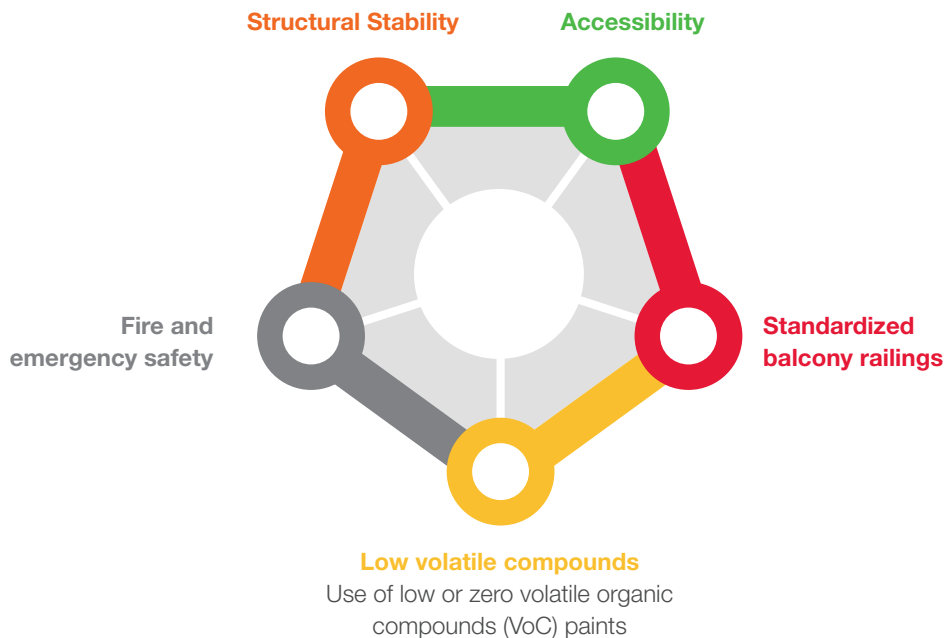 Structural Stability
Accessibility
Fire and
emergency safety
Standardized
balcony railings
Low volatile compounds
Use of low or zero volatile organic
compounds (VoC) paints